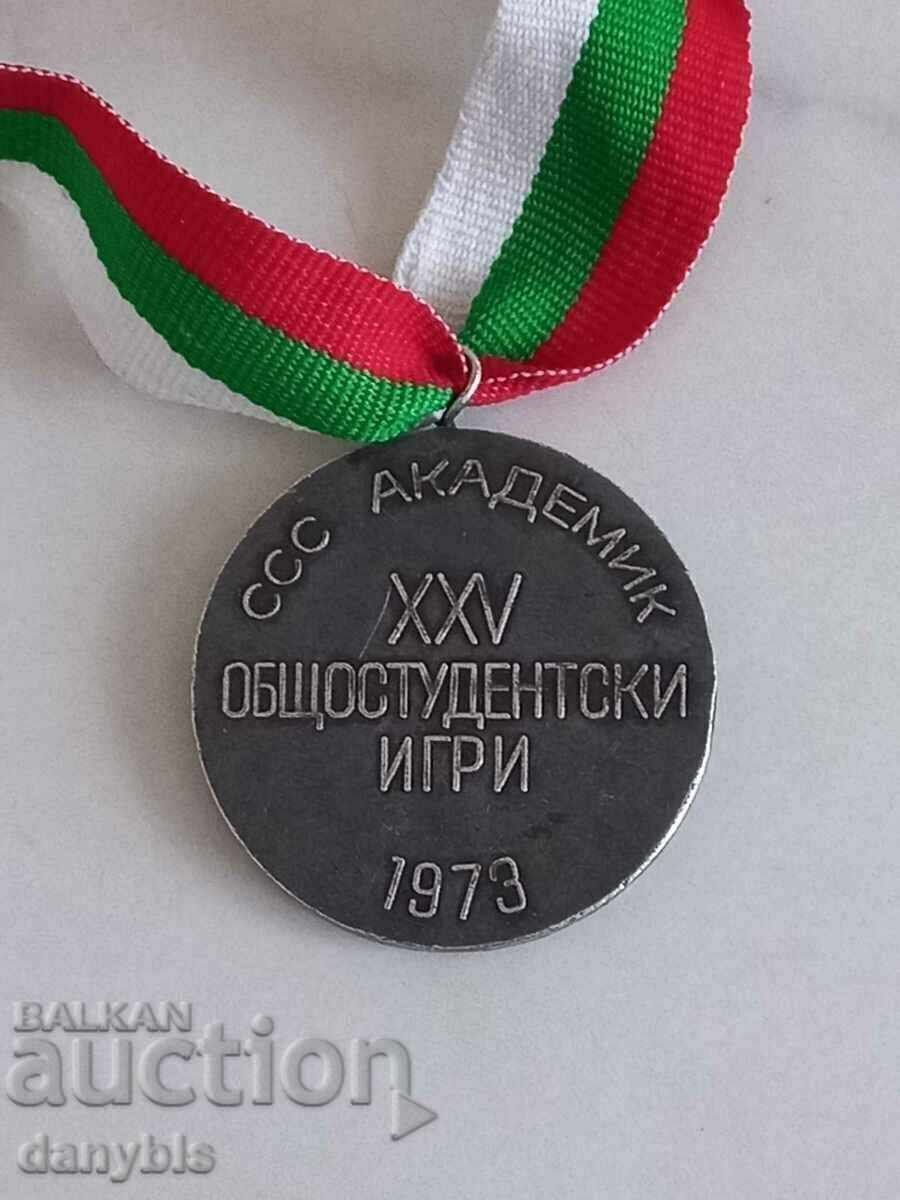 ССС АКАДЕМИК
XXV
ОБЩОСТУДЕНТСКИ
ИГРИ
1973
BALKAN
auction
danybls